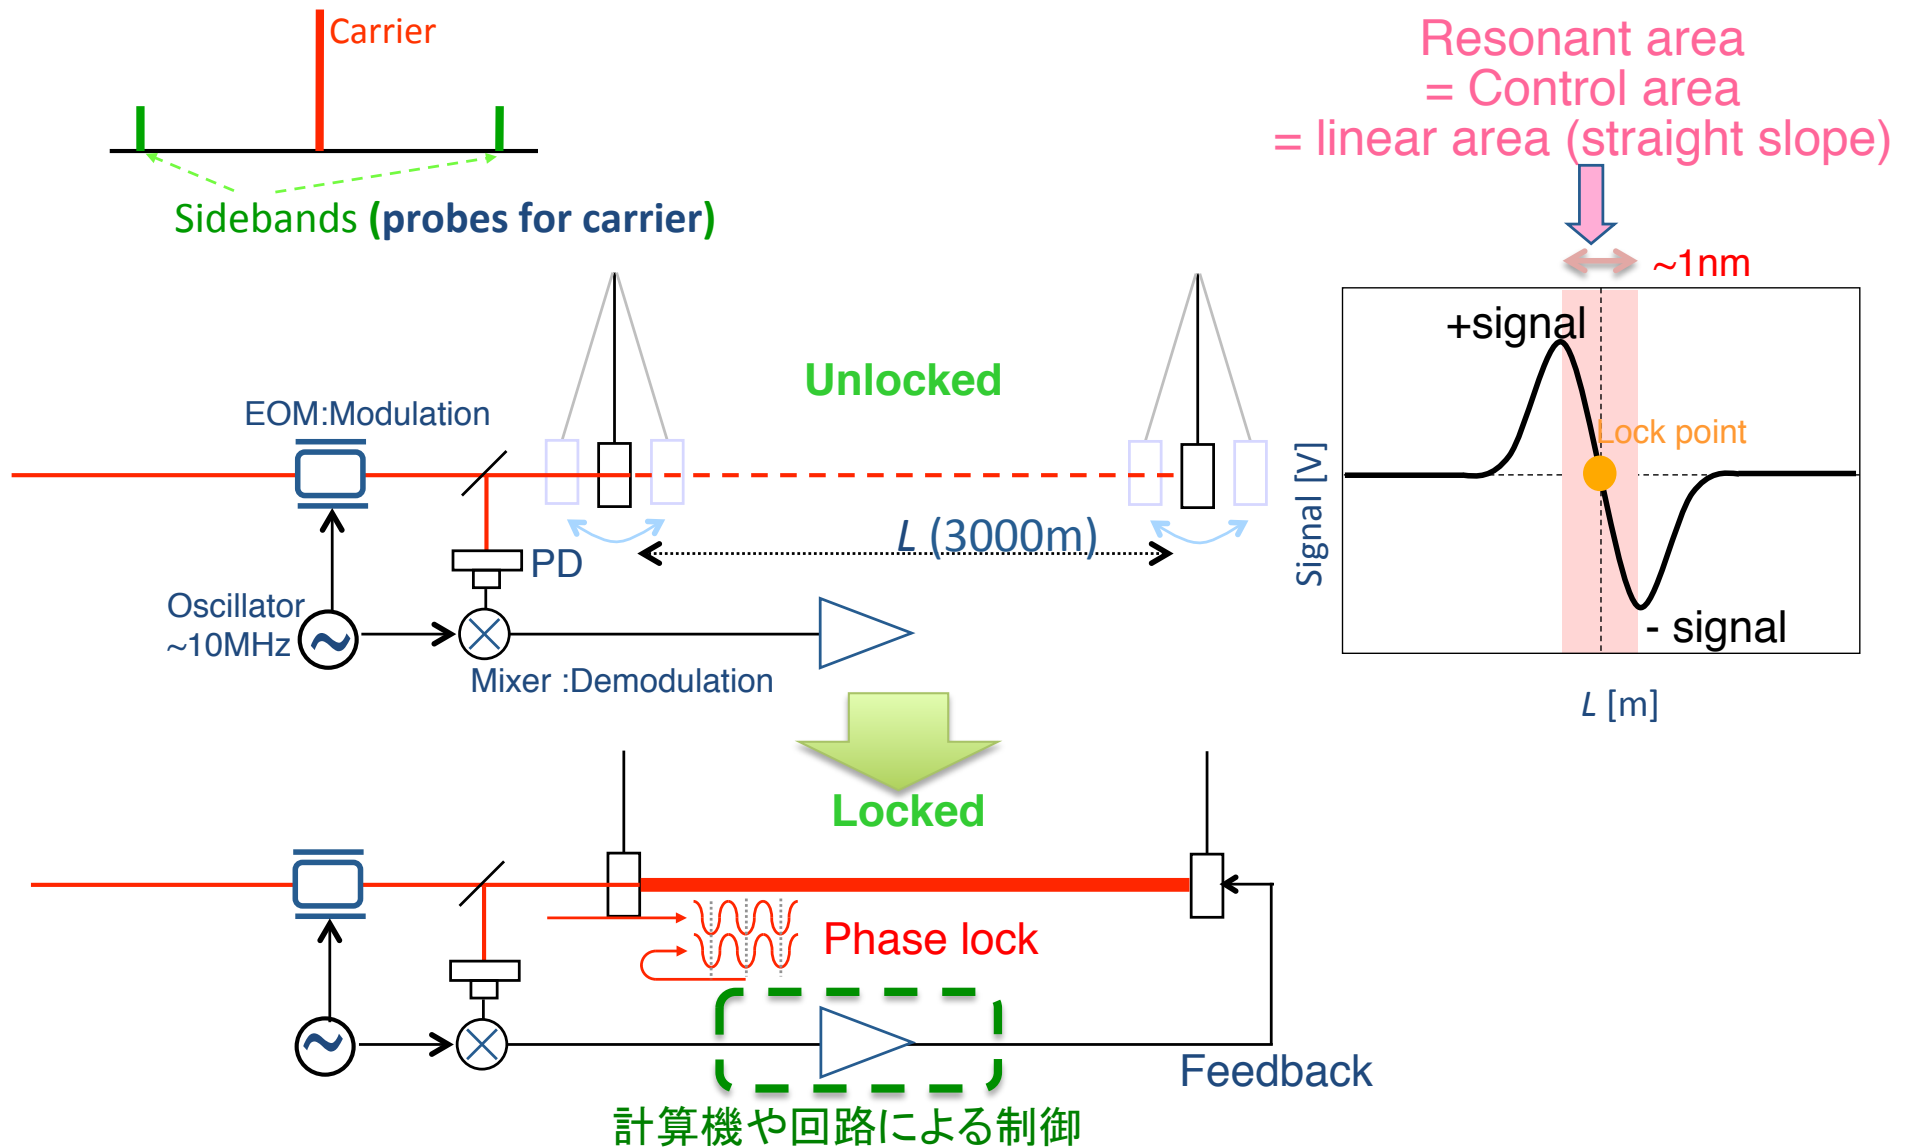 Carrier
Sidebands (probes for carrier)
Resonant area
= Control area
= linear area (straight slope)
~1nm
+signal
Lock point
Signal [V]
- signal
L [m]
Unlocked
EOM:Modulation
L (3000m)
PD
Oscillator
~10MHz
Mixer :Demodulation
Locked
Phase lock
Feedback
計算機や回路による制御